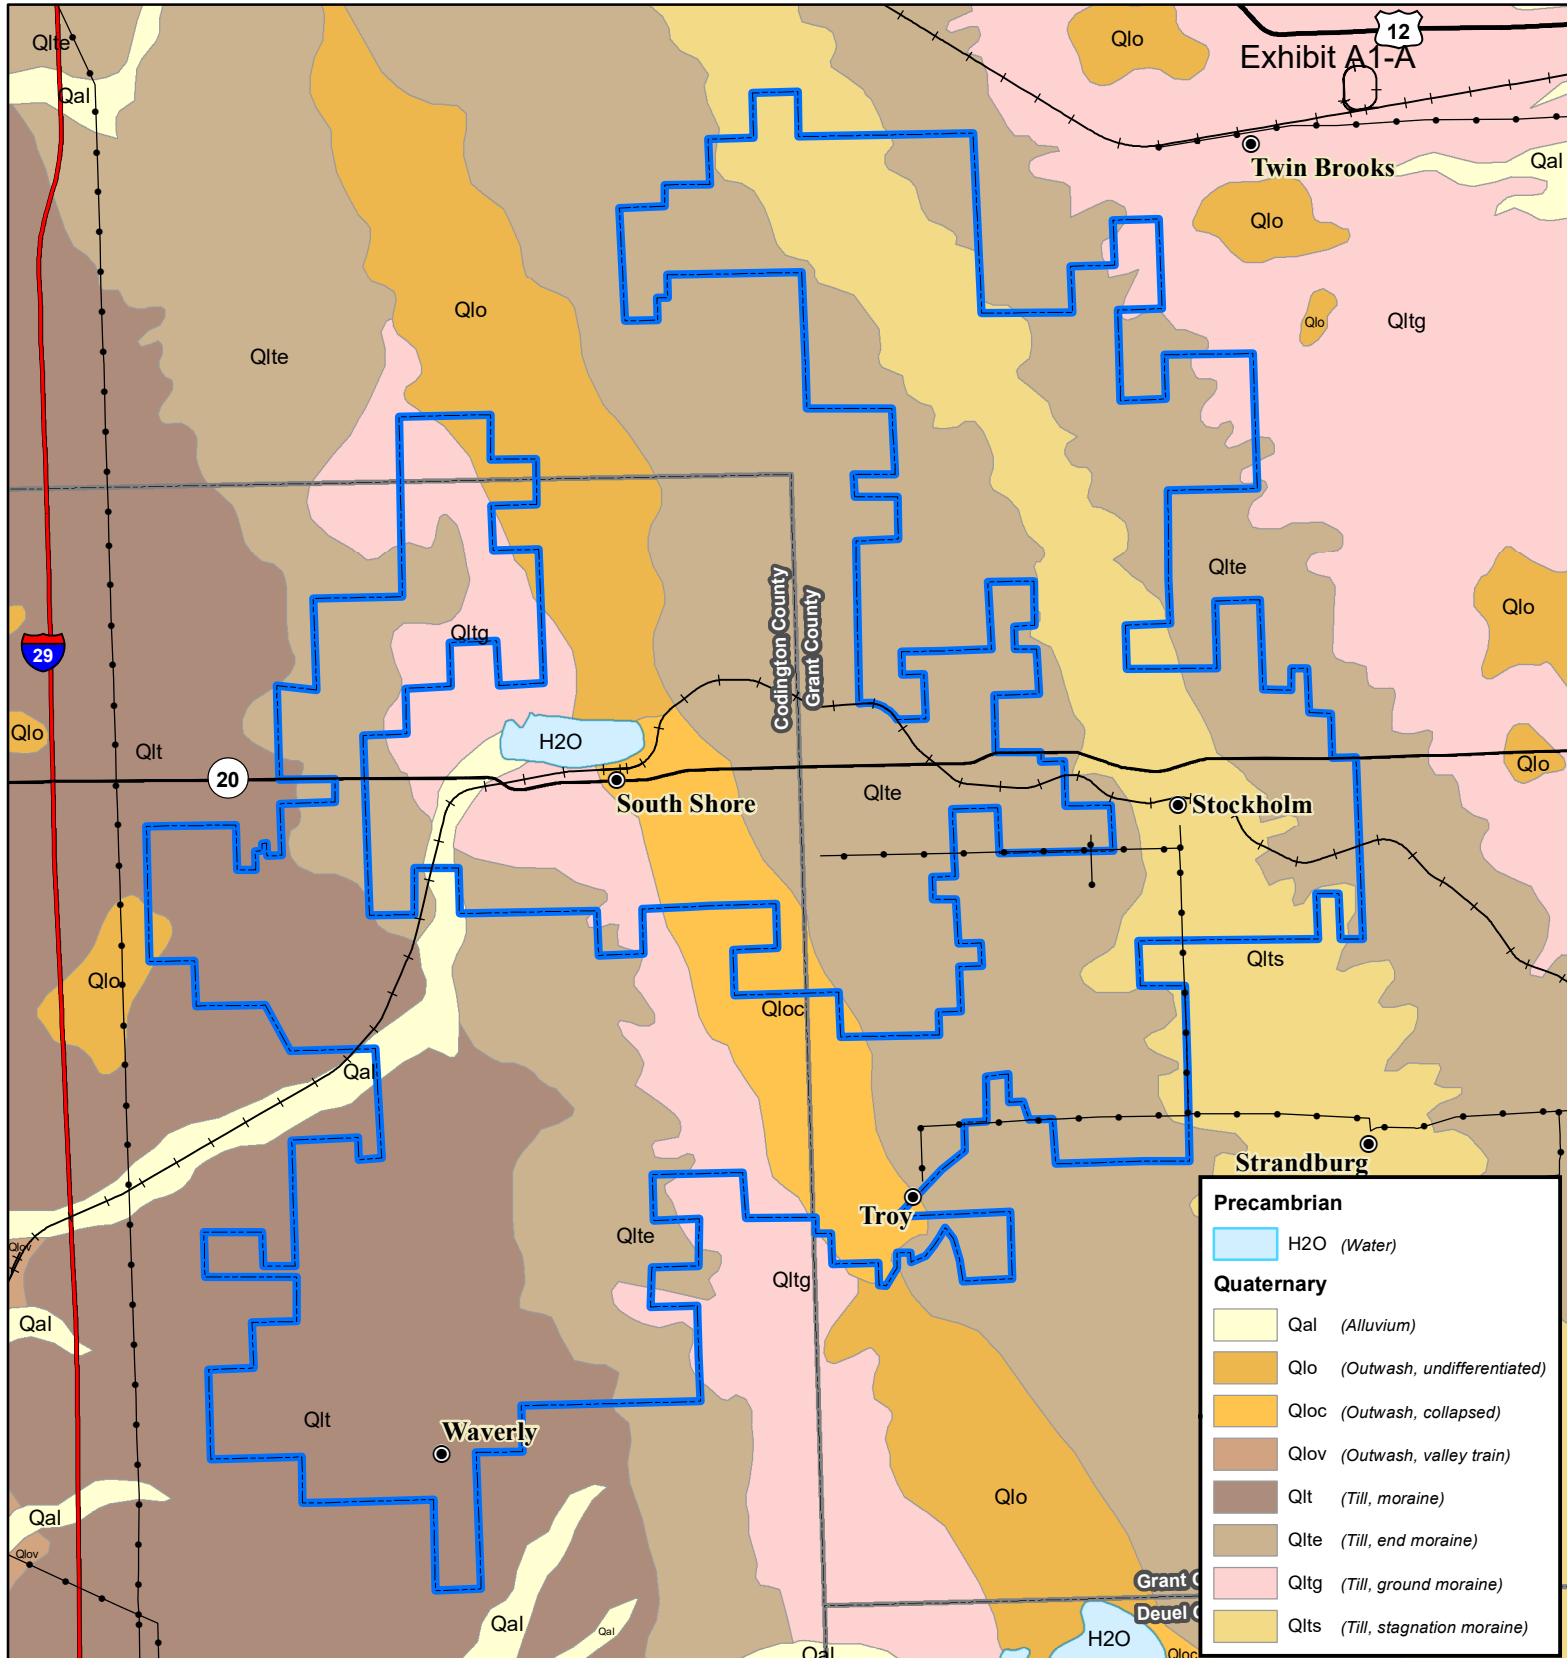 12
Exhibit A1-A
Qlte
Qlo
Qal
Twin Brooks
Qal
Qlo
Qlo
Qlo
Qltg
Qlte
Qlte
Codington County
Grant County
Qlo
Qltg
29
Qlo
H2O
Qlt
Qlo
20
South Shore
Qlte
Stockholm
Qlo
Qlts
Qloc
Qal
Strandburg
Troy
Qlov
Qlte
Qltg
Qal
Qlt
Waverly
Qlo
Qal
Qlov
Grant C
Deuel C
Qal
Qal
H2O
Qal
Qloc
Precambrian
H2O (Water)
Quaternary
Qal (Alluvium)
Qlo (Outwash, undifferentiated)
Qloc (Outwash, collapsed)
Qlov (Outwash, valley train)
Qlt (Till, moraine)
Qlte (Till, end moraine)
Qltg (Till, ground moraine)
Qlts (Till, stagnation moraine)